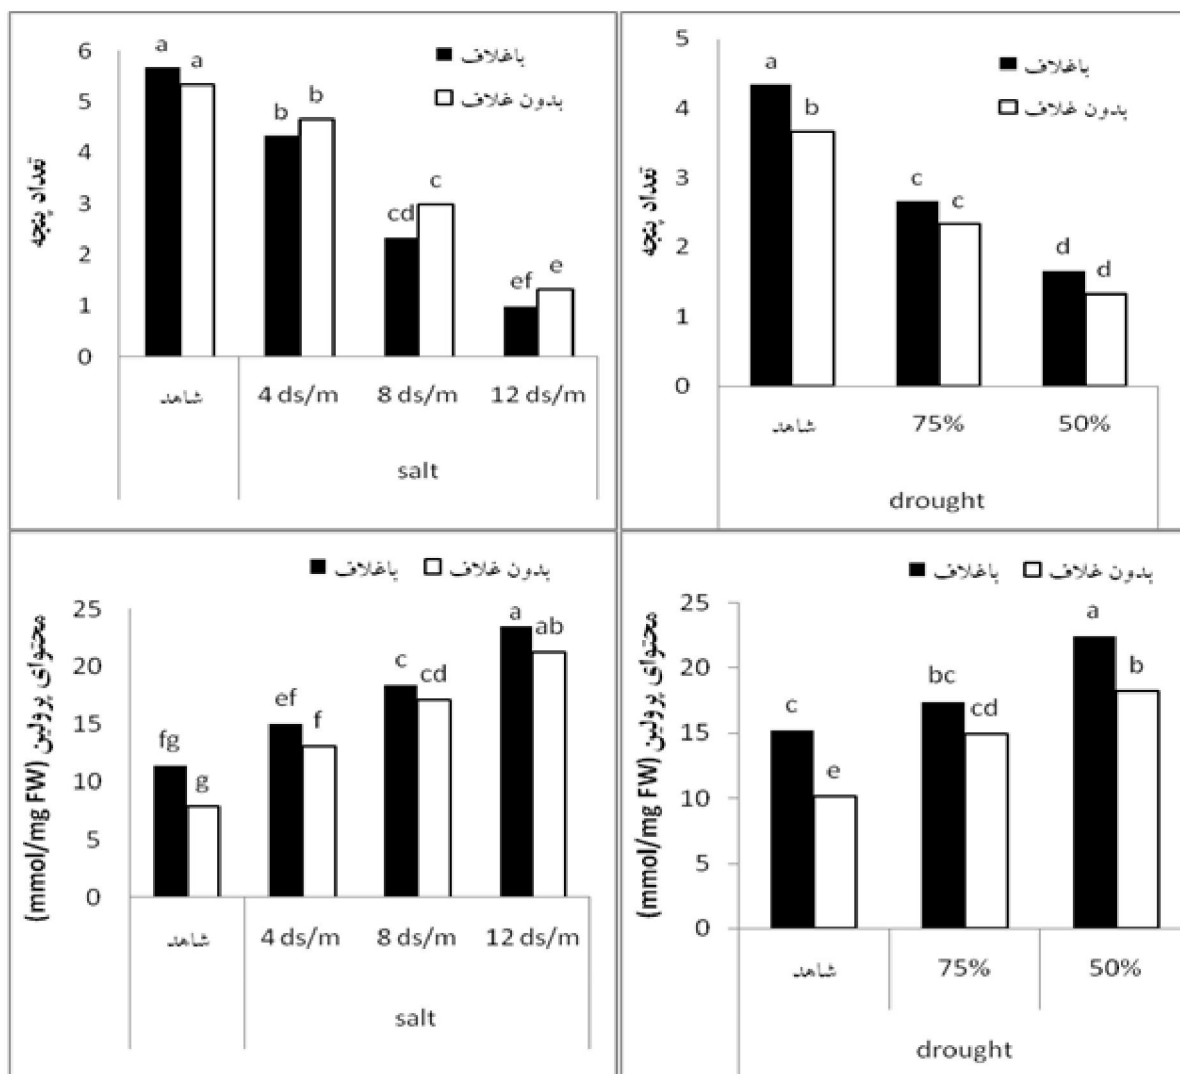 تعداد پنجه
6
5
4
3
2
1
0
باغلاف
بدون غلاف
a a
b b
cd c
ef e
شاهد 4 ds/m 8 ds/m 12 ds/m
salt
تعداد پنجه
5
4
3
2
1
0
باغلاف
بدون غلاف
a b
c c
d d
شاهد 75% 50%
drought
محتوای پرولین (mmol/mg FW)
باغلاف بدون غلاف
25
20
15
10
5
0
fg g
ef f
c cd
a ab
شاهد 4 ds/m 8 ds/m 12 ds/m
salt
محتوای پرولین (mmol/mg FW)
باغلاف بدون غلاف
25
20
15
10
5
0
c e
bc cd
a b
شاهد 75% 50%
drought